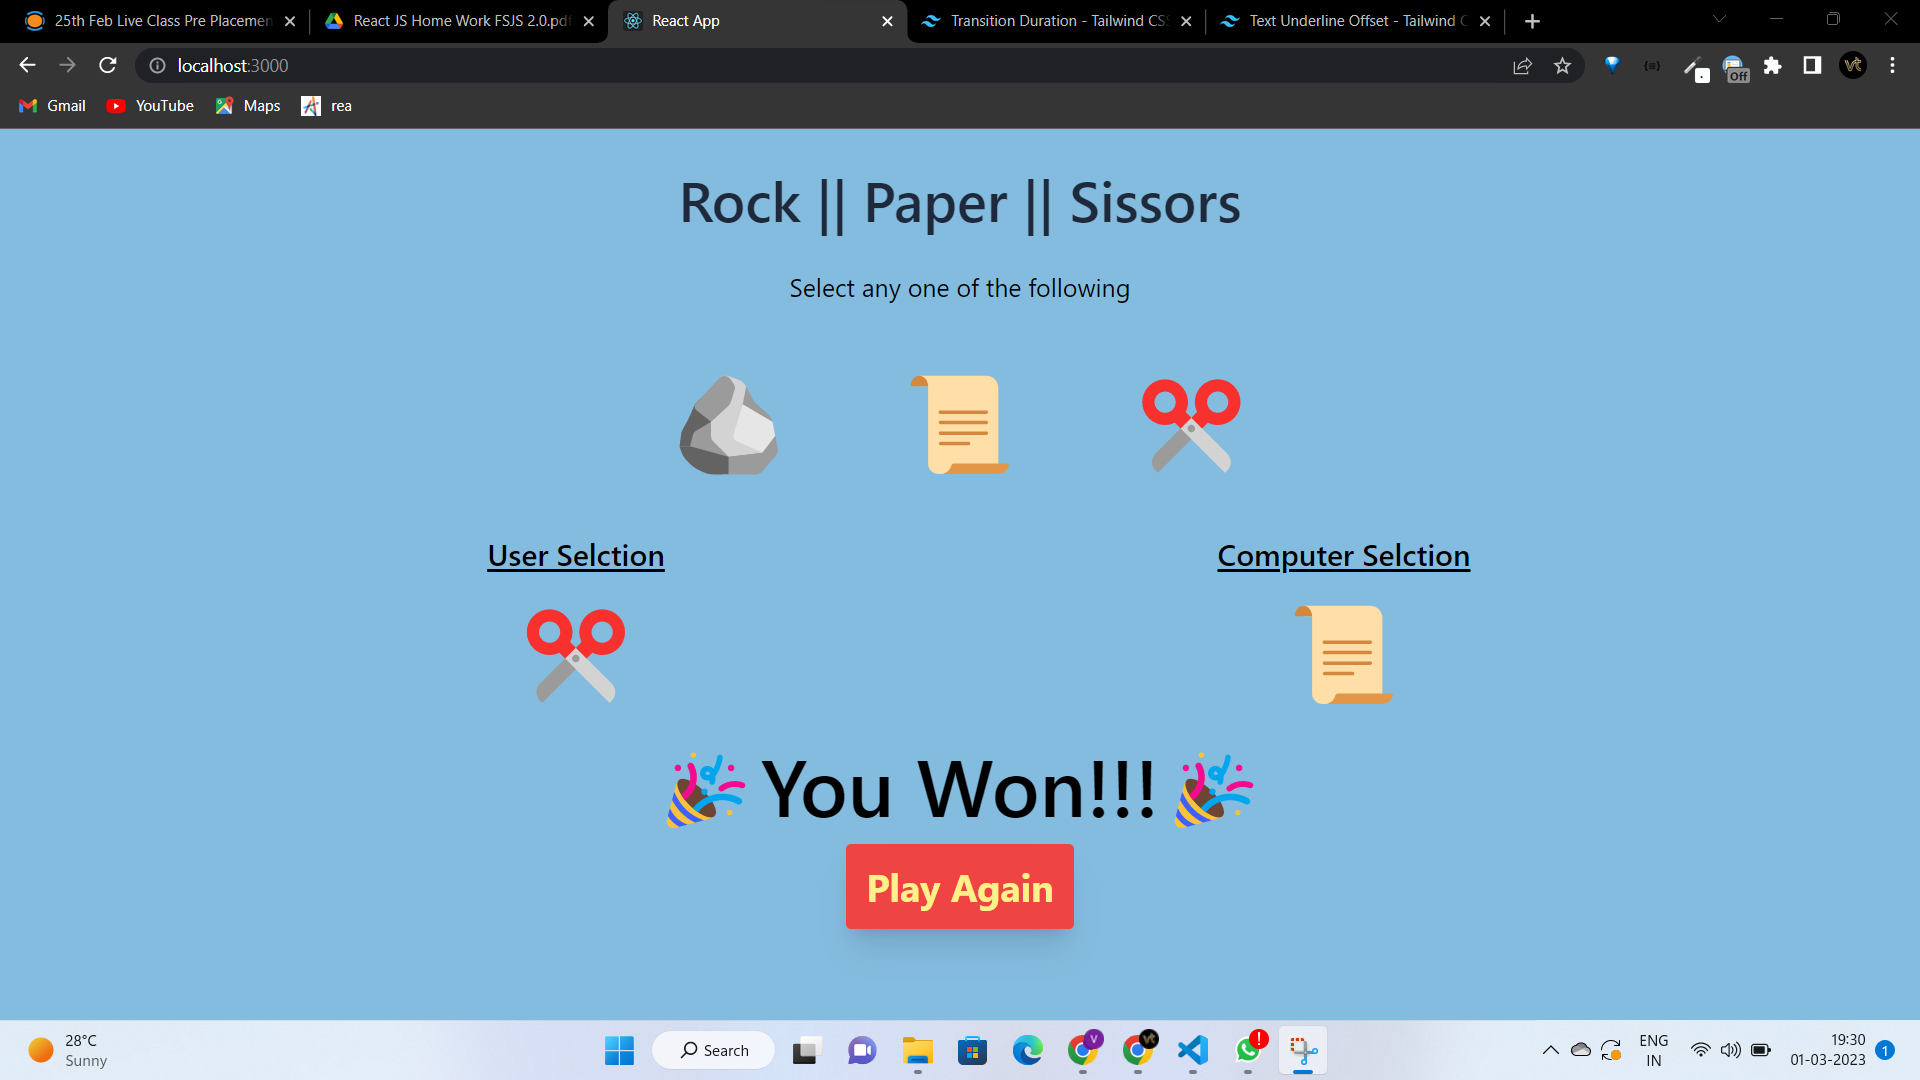 25th Feb Live Class Pre Placemen
React JS Home Work FSJS 2.0.pdf
React App
Transition Duration - Tailwind CSS
Text Underline Offset - Tailwind C
localhost:3000
Off
Vt
Gmail
YouTube
Maps
rea
Rock || Paper || Sissors
Select any one of the following
User Selction
Computer Selction
You Won!!!
Play Again
28°C
Sunny
Search
V
Vt
ENG
IN
19:30
01-03-2023
1